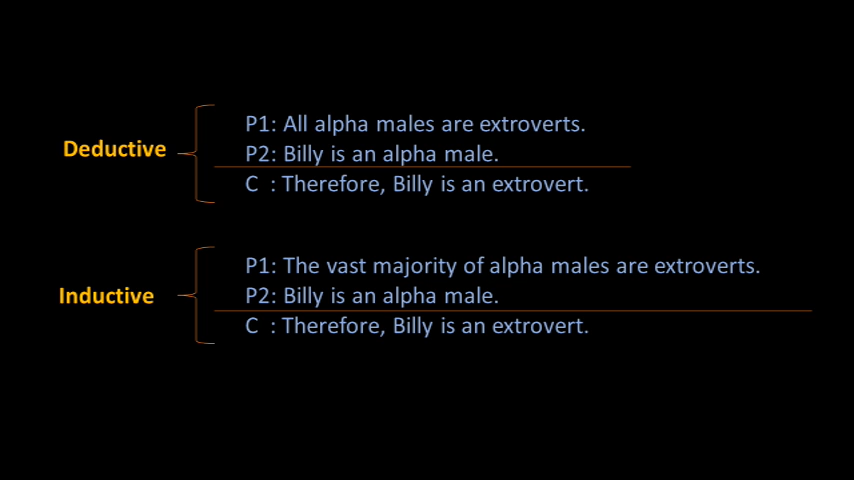 Deductive
P1: All alpha males are extroverts.
P2: Billy is an alpha male.
C : Therefore, Billy is an extrovert.
Inductive
P1: The vast majority of alpha males are extroverts.
P2: Billy is an alpha male.
C : Therefore, Billy is an extrovert.